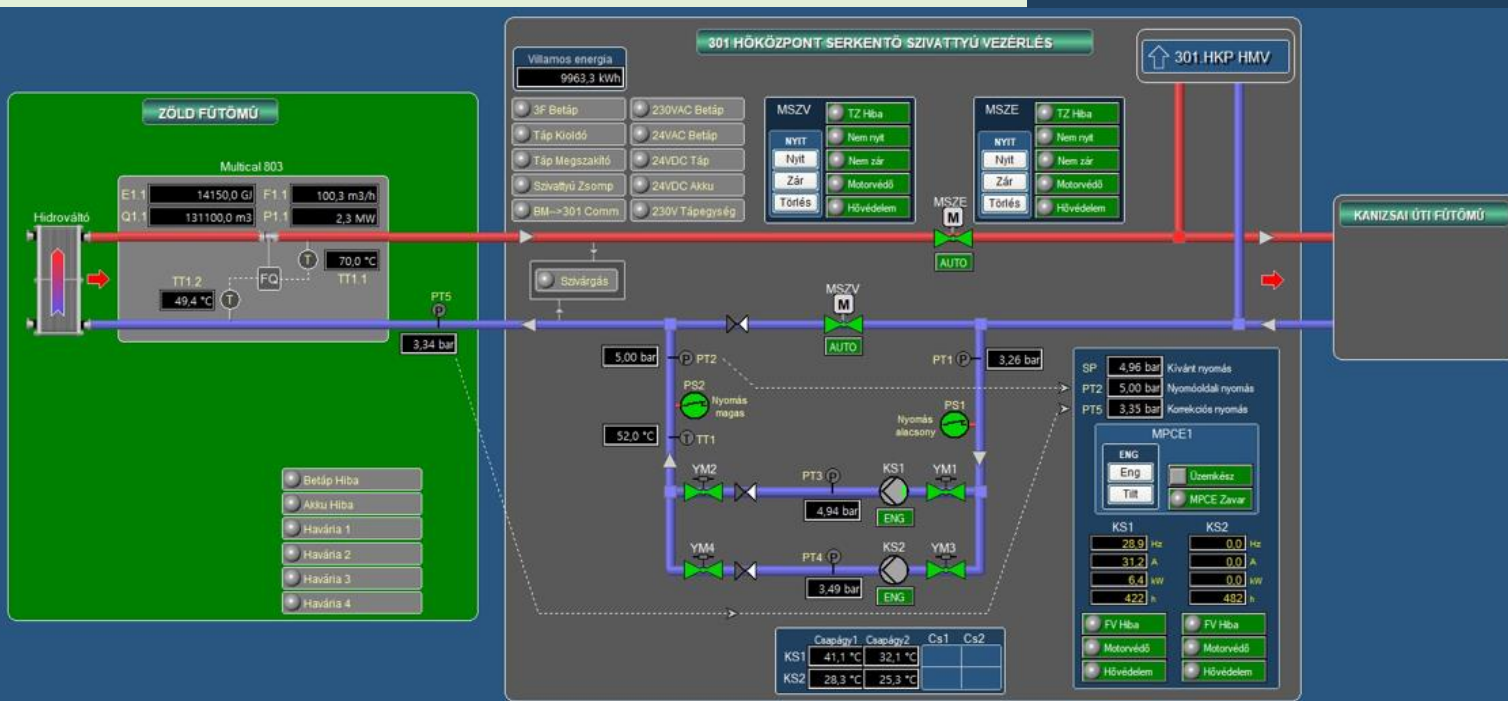 301 HŐKÖZPONT SERKENTŐ SZIVATTYÚ VEZÉRLÉS
301.HKP HMV
Villamos energia
9963,3 kWh
3F Betáp
230VAC Betáp
Táp Kioldó
24VAC Betáp
Táp Megszakító
24VDC Táp
Szivattyú Zsomp
24VDC Akku
BM-->301 Comm
230V Tápegység
MSZV
TZ Hiba
NYIT
Nem nyit
Nyit
Nem zár
Zár
Motorvédő
Törlés
Hővédelem
MSZE
TZ Hiba
NYIT
Nem nyit
Nyit
Nem zár
Zár
Motorvédő
Törlés
Hővédelem
ZÖLD FŰTŐMŰ
Multical 803
E1.1 14150,0 GJ F1.1 100,3 m3/h
Q1.1 131100,0 m3 P1.1 2,3 MW
Hidrováltó
T 70,0 °C
TT1.1
FQ
TT1.2
49,4 °C T
PT5
P
3,34 bar
MSZE
M
AUTO
Szivárgás
MSZV
M
AUTO
KANIZSAI ÚTI FŰTŐMŰ
5,00 bar P PT2
PT1 P 3,26 bar
PS2
Nyomás
magas
PS1
Nyomás
alacsony
52,0 °C T TT1
YM2
PT3 P
KS1
YM1
4,94 bar
ENG
YM4
PT4 P
KS2
YM3
3,49 bar
ENG
SP 4,96 bar Kívánt nyomás
PT2 5,00 bar Nyomóoldali nyomás
PT5 3,35 bar Korrekciós nyomás
MPCE1
ENG
Eng
Üzemkész
Tilt
MPCE Zavar
KS1 KS2
28,9 Hz 0,0 Hz
31,2 A 0,0 A
6,4 kW 0,0 kW
422 h 482 h
FV Hiba FV Hiba
Motorvédő Motorvédő
Hővédelem Hővédelem
Betáp Hiba
Akku Hiba
Havária 1
Havária 2
Havária 3
Havária 4
Csapágy1 Csapágy2 Cs1 Cs2
KS1 41,1 °C 32,1 °C
KS2 28,3 °C 25,3 °C